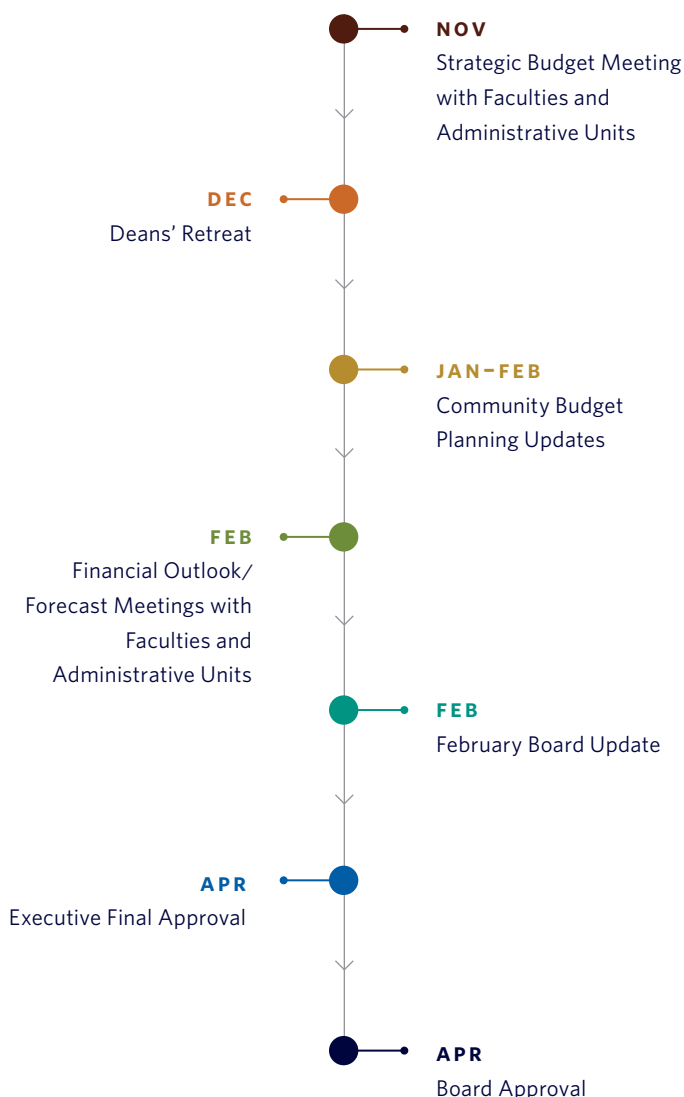 NOV
Strategic Budget Meeting
with Faculties and
Administrative Units
DEC
Deans’ Retreat
JAN–FEB
Community Budget
Planning Updates
FEB
Financial Outlook/
Forecast Meetings with
Faculties and
Administrative Units
FEB
February Board Update
APR
Executive Final Approval
APR
Board Approval